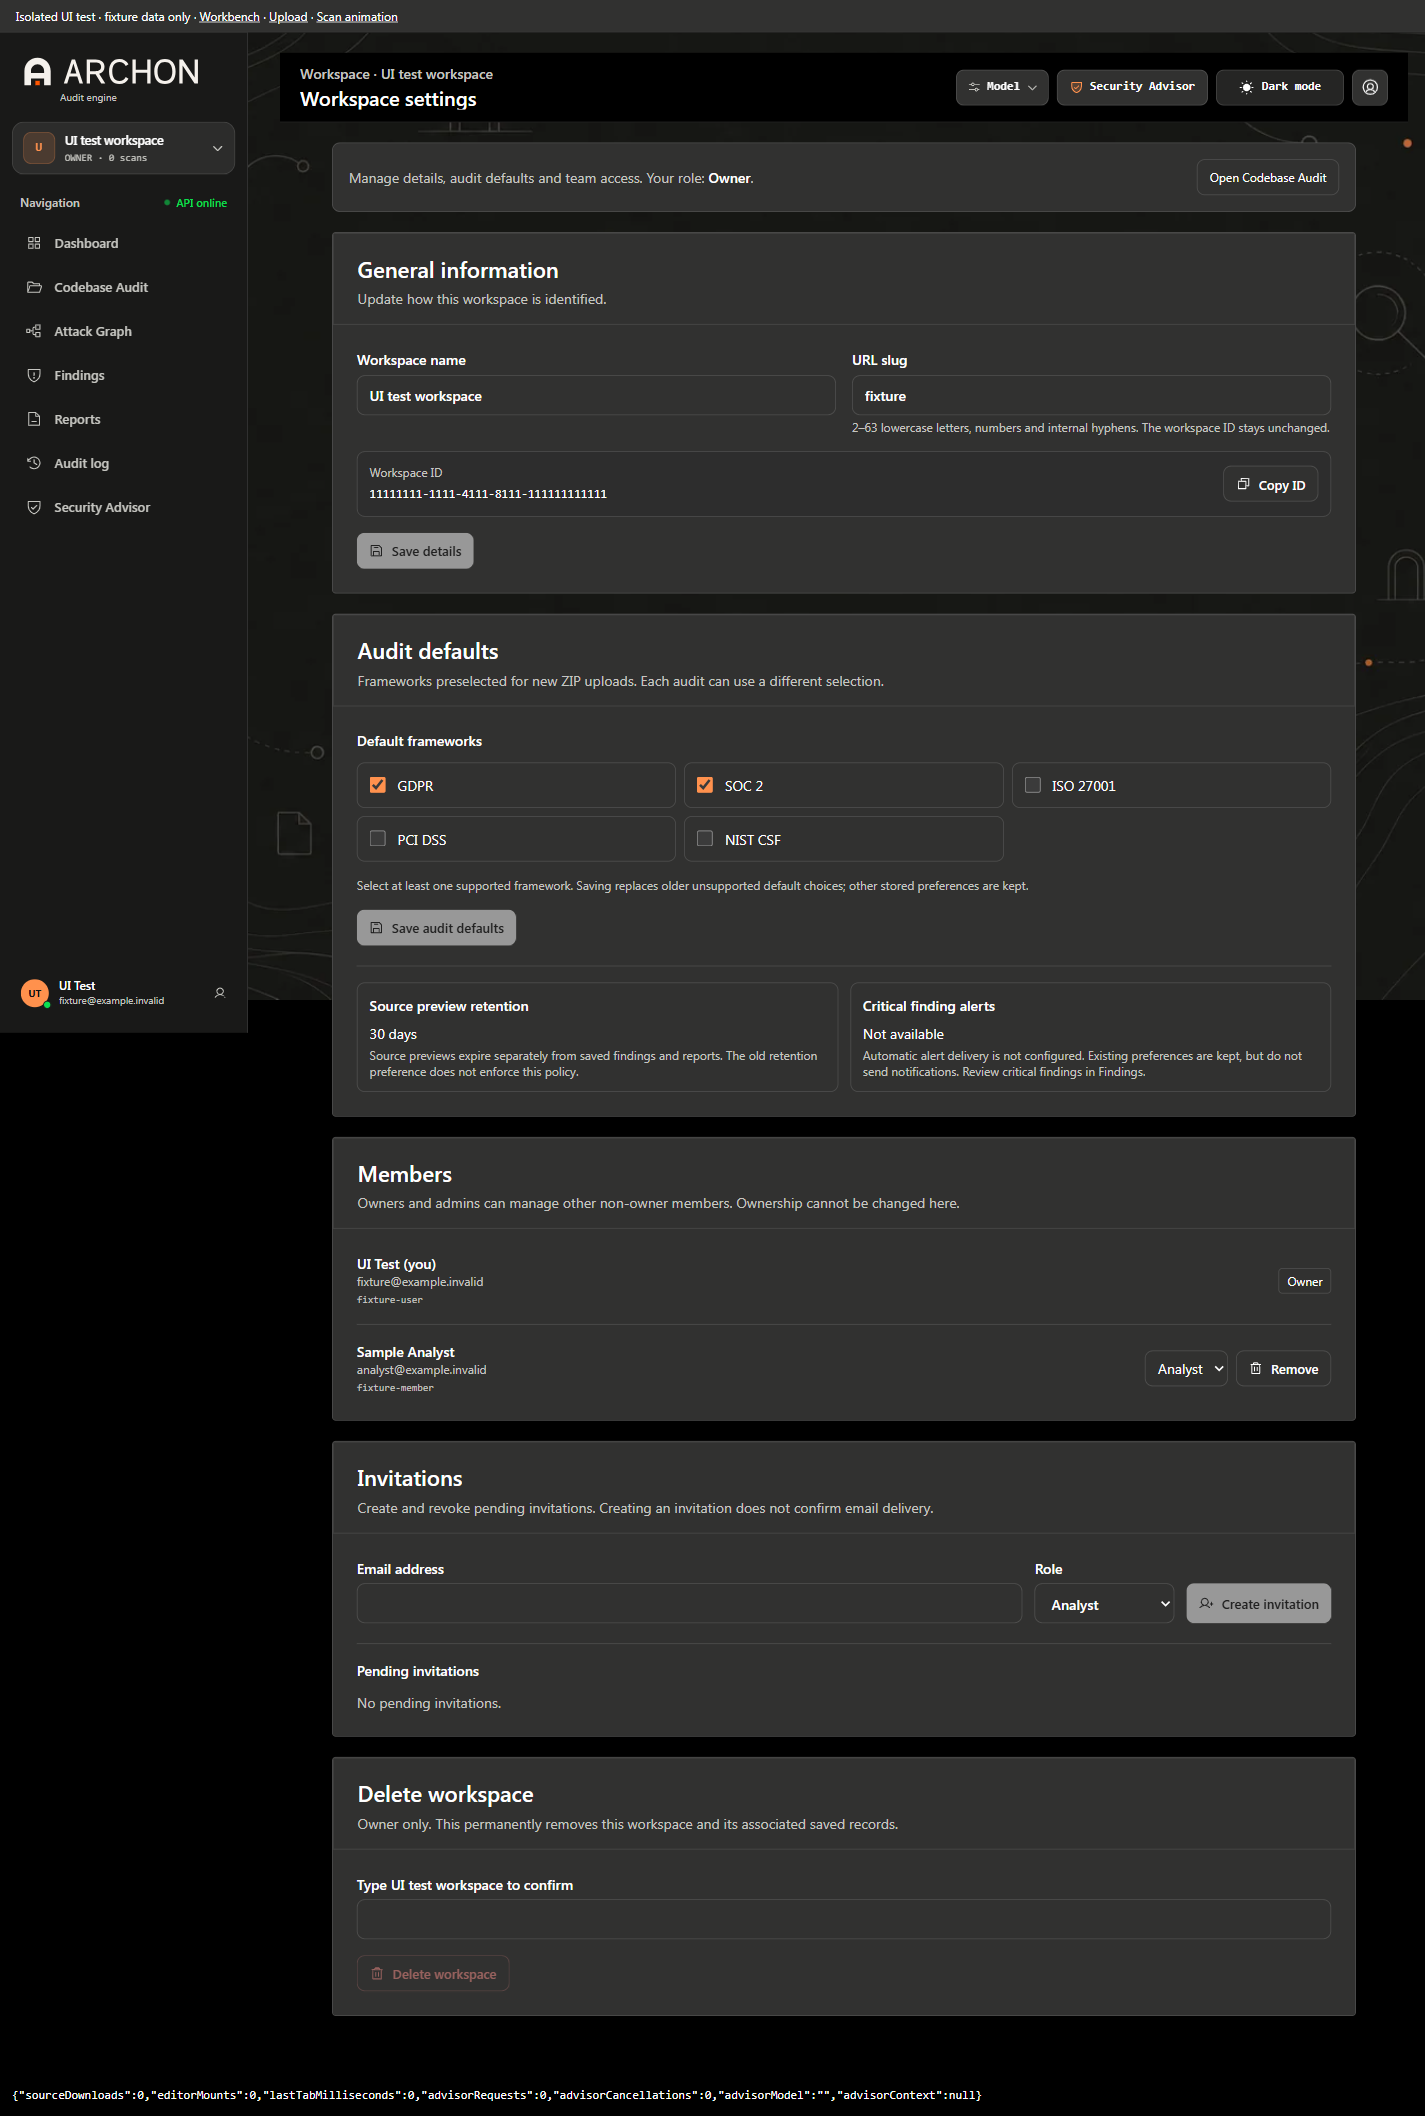 Isolated UI test · fixture data only · Workbench · Upload · Scan animation
ARCHON
Audit engine
U
UI test workspace
OWNER · 0 scans
Navigation
API online
Dashboard
Codebase Audit
Attack Graph
Findings
Reports
Audit log
Security Advisor
UT
UI Test
fixture@example.invalid
Workspace · UI test workspace
Workspace settings
Model
Security Advisor
Dark mode
Manage details, audit defaults and team access. Your role: Owner.
Open Codebase Audit
General information
Update how this workspace is identified.
Workspace name
UI test workspace
URL slug
fixture
2–63 lowercase letters, numbers and internal hyphens. The workspace ID stays unchanged.
Workspace ID
11111111-1111-4111-8111-111111111111
Copy ID
Save details
Audit defaults
Frameworks preselected for new ZIP uploads. Each audit can use a different selection.
Default frameworks
GDPR
SOC 2
ISO 27001
PCI DSS
NIST CSF
Select at least one supported framework. Saving replaces older unsupported default choices; other stored preferences are kept.
Save audit defaults
Source preview retention
30 days
Source previews expire separately from saved findings and reports. The old retention
preference does not enforce this policy.
Critical finding alerts
Not available
Automatic alert delivery is not configured. Existing preferences are kept, but do not
send notifications. Review critical findings in Findings.
Members
Owners and admins can manage other non-owner members. Ownership cannot be changed here.
UI Test (you)
fixture@example.invalid
fixture-user
Owner
Sample Analyst
analyst@example.invalid
fixture-member
Analyst
Remove
Invitations
Create and revoke pending invitations. Creating an invitation does not confirm email delivery.
Email address
Role
Analyst
Create invitation
Pending invitations
No pending invitations.
Delete workspace
Owner only. This permanently removes this workspace and its associated saved records.
Type UI test workspace to confirm
Delete workspace
{"sourceDownloads":0,"editorMounts":0,"lastTabMilliseconds":0,"advisorRequests":0,"advisorCancellations":0,"advisorModel":"","advisorContext":null}